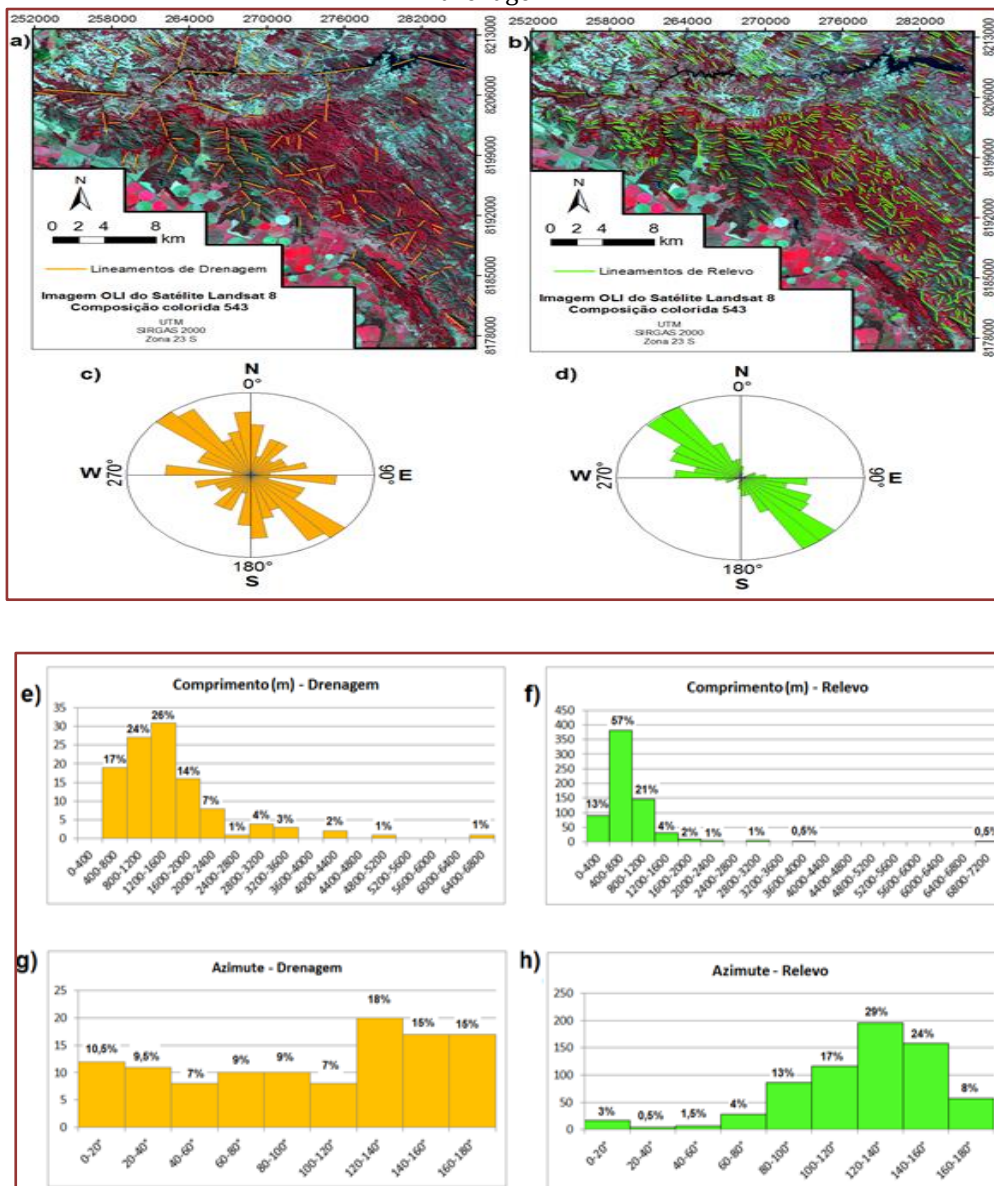 252000 258000 264000 270000 276000 282000
a)
8213000
8206000
8199000
8192000
8185000
8178000
N
0 2 4 8
km
Lineamentos de Drenagem
Imagem OLI do Satélite Landsat 8
Composição colorida 543
UTM
SIRGAS 2000
Zona 23 S
252000 258000 264000 270000 276000 282000
b)
8213000
8206000
8199000
8192000
8185000
8178000
N
0 2 4 8
km
Lineamentos de Relevo
Imagem OLI do Satélite Landsat 8
Composição colorida 543
UTM
SIRGAS 2000
Zona 23 S
c)
N
0°
W 270°
90° E
180°
S
d)
N
0°
W 270°
90° E
180°
S
e)
Comprimento (m) - Drenagem
35
30
25
20
15
10
5
0
17% 24% 26% 14% 7% 1% 4% 3% 2% 1% 1%
0-400 400-800 800-1200 1200-1600 1600-2000 2000-2400 2400-2800 2800-3200 3200-3600 3600-4000 4000-4400 4400-4800 4800-5200 5200-5600 5600-6000 6000-6400 6400-6800
f)
Comprimento (m) - Relevo
450
400
350
300
250
200
150
100
50
0
13% 57% 21% 4% 2% 1% 1% 0,5% 0,5%
0-400 400-800 800-1200 1200-1600 1600-2000 2000-2400 2400-2800 2800-3200 3200-3600 3600-4000 4000-4400 4400-4800 4800-5200 5200-5600 5600-6000 6000-6400 6400-6800 6800-7200
g)
Azimute - Drenagem
25
20
15
10
5
0
10,5% 9,5% 7% 9% 9% 7% 18% 15% 15%
0-20° 20-40° 40-60° 60-80° 80-100° 100-120° 120-140° 140-160° 160-180°
h)
Azimute - Relevo
250
200
150
100
50
0
3% 0,5% 1,5% 4% 13% 17% 29% 24% 8%
0-20° 20-40° 40-60° 60-80° 80-100° 100-120° 120-140° 140-160° 160-180°